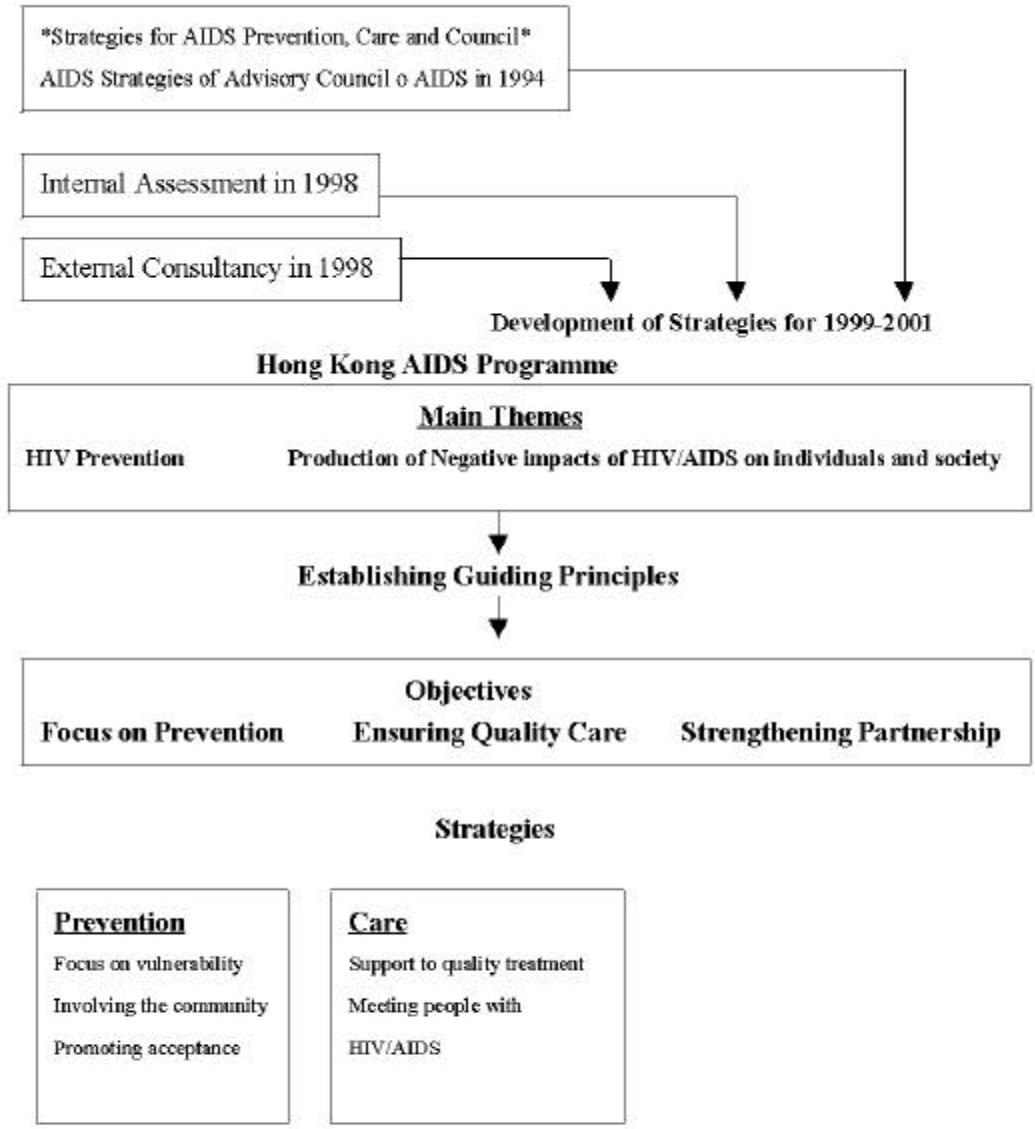 *Strategies for AIDS Prevention, Care and Council*
AIDS Strategies of Advisory Council o AIDS in 1994
Internal Assessment in 1998
External Consultancy in 1998
Development of Strategies for 1999-2001
Hong Kong AIDS Programme
Main Themes
HIV Prevention Production of Negative impacts of HIV/AIDS on individuals and society
Establishing Guiding Principles
Objectives
Focus on Prevention Ensuring Quality Care Strengthening Partnership
Strategies
Prevention
Focus on vulnerability
Involving the community
Promoting acceptance
Care
Support to quality treatment
Meeting people with
HIV/AIDS